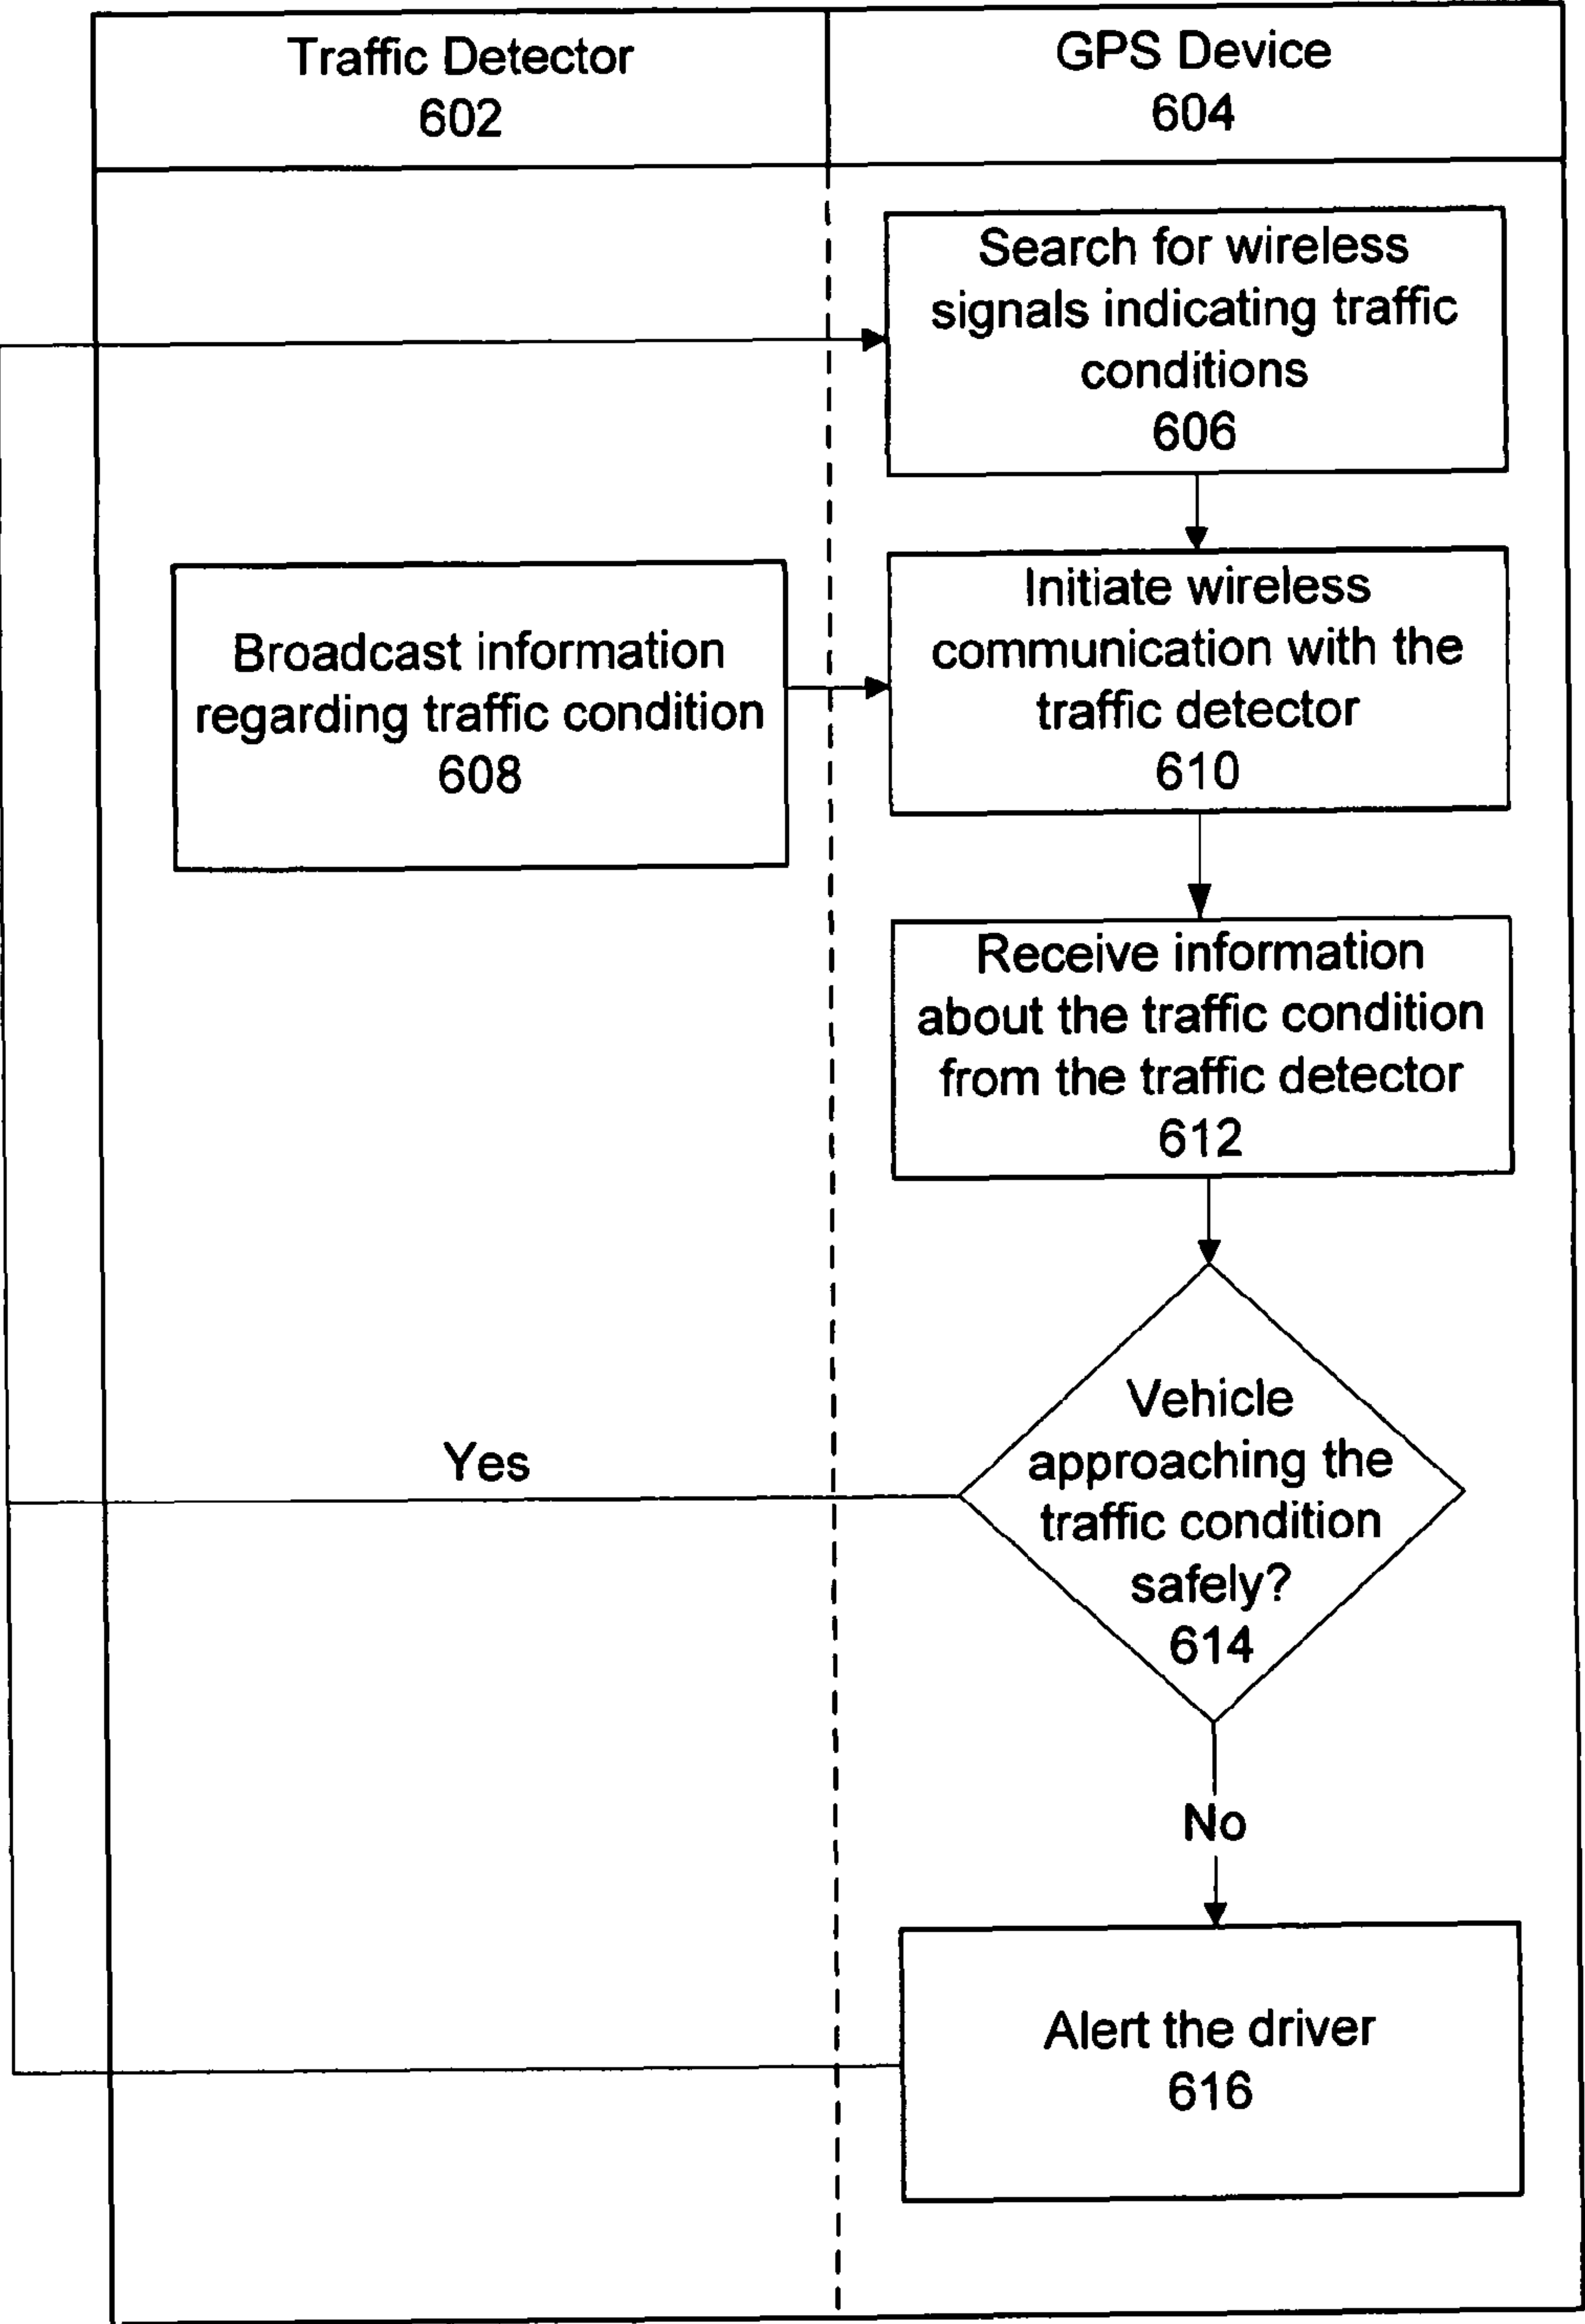 Traffic Detector
602
GPS Device
604
Search for wireless
signals indicating traffic
conditions
606
Broadcast information
regarding traffic condition
608
Initiate wireless
communication with the
traffic detector
610
Receive information
about the traffic condition
from the traffic detector
612
Vehicle
approaching the
traffic condition
safely?
614
Yes
No
Alert the driver
616